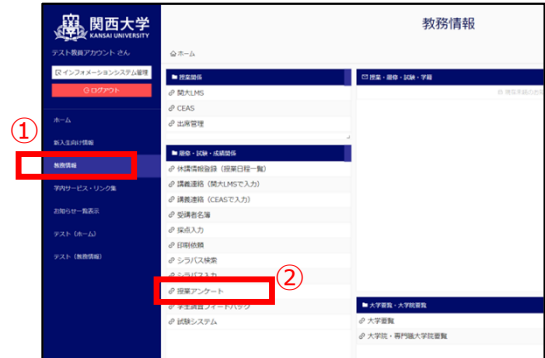 関西大学
KANSAI UNIVERSITY
教務情報
テスト教員アカウント さん
ホーム
インフォメーションシステム管理
ログアウト
授業関係
関大LMS
CEAS
出席管理
授業・履修・試験・学籍
①
ホーム
新入生向け情報
教務情報
学内サービス・リンク集
お知らせ一覧表示
テスト（ホーム）
テスト（教務情報）
履修・試験・成績関係
休講情報登録（授業日程一覧）
講義連絡（関大LMSで入力）
講義連絡（CEASで入力）
受講者名簿
採点入力
印刷依頼
シラバス検索
シラバス入力
②
授業アンケート
学生調査フィードバック
試験システム
大学要覧・大学院要覧
大学要覧
大学院・専門職大学院要覧